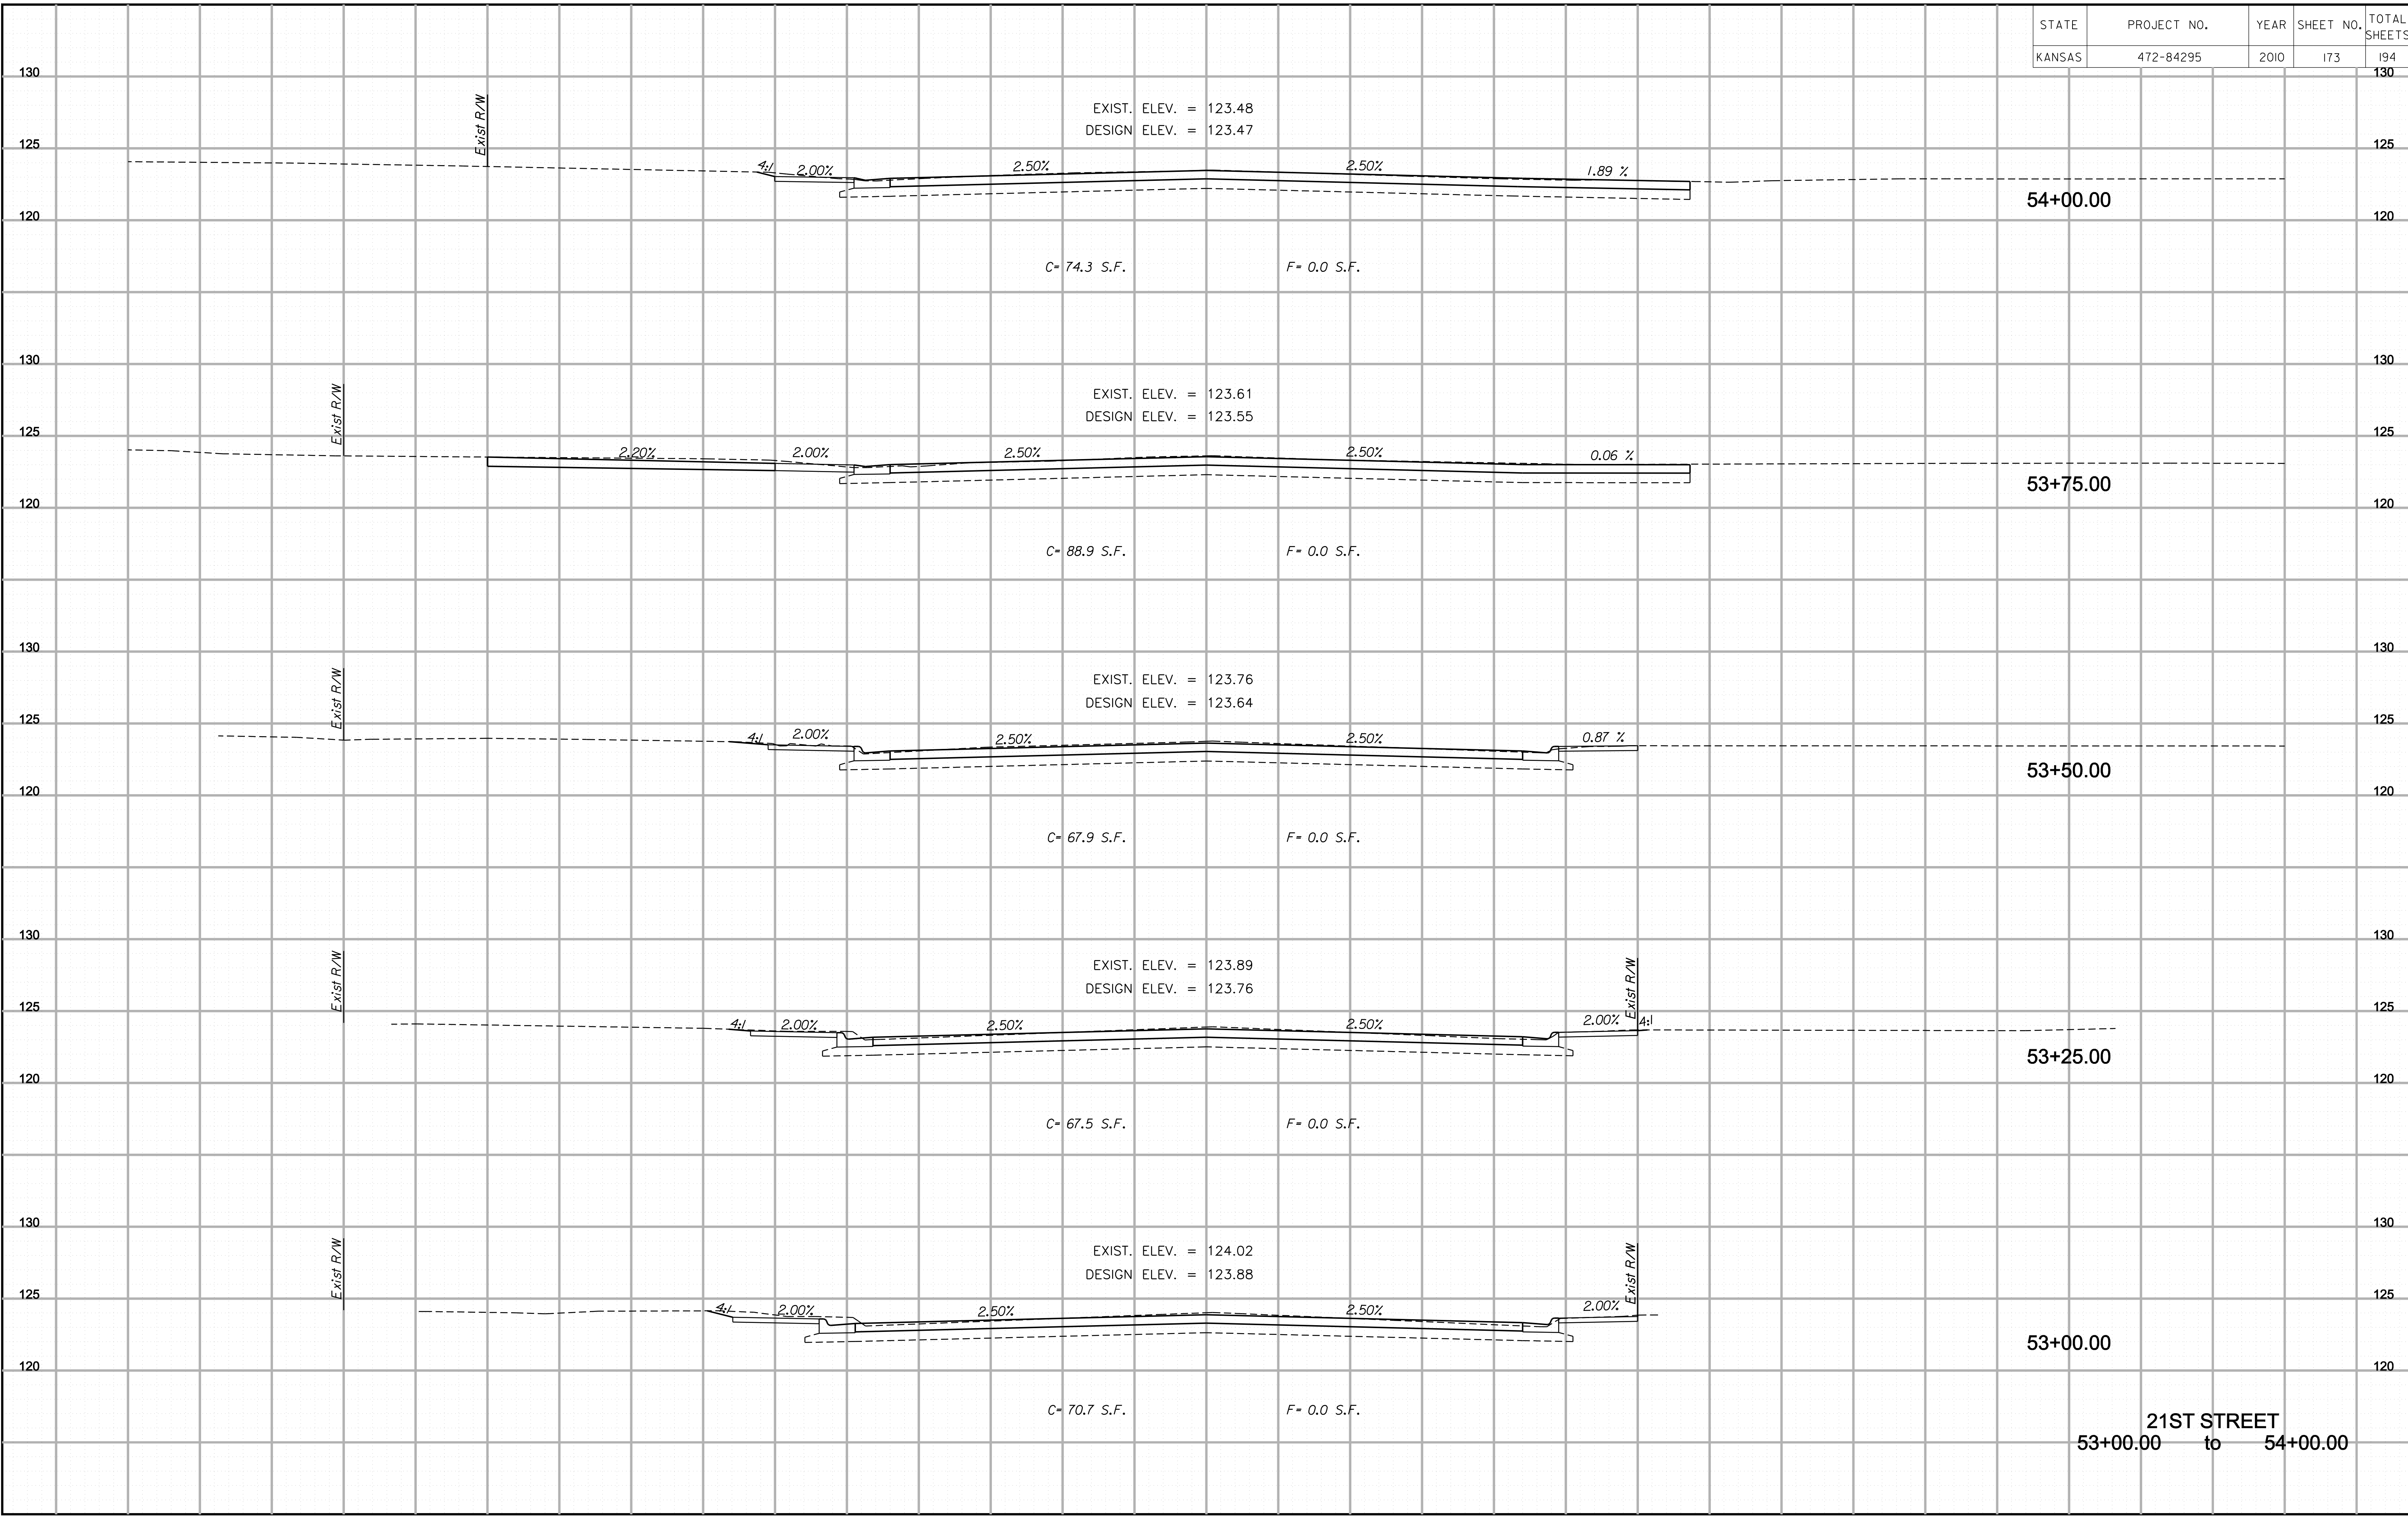 STATE PROJECT NO. YEAR SHEET NO. TOTAL SHEETS
KANSAS 472-84295 2010 173 194
130 130
Exist R/W
EXIST. ELEV. = 123.48
DESIGN ELEV. = 123.47
125 125
4:1 2.00% 2.50% 2.50% 1.89 %
54+00.00
120 120
C= 74.3 S.F. F= 0.0 S.F.
130 130
Exist R/W
EXIST. ELEV. = 123.61
DESIGN ELEV. = 123.55
125 125
2.20% 2.00% 2.50% 2.50% 0.06 %
53+75.00
120 120
C= 88.9 S.F. F= 0.0 S.F.
130 130
Exist R/W
EXIST. ELEV. = 123.76
DESIGN ELEV. = 123.64
125 125
4:1 2.00% 2.50% 2.50% 0.87 %
53+50.00
120 120
C= 67.9 S.F. F= 0.0 S.F.
130 130
Exist R/W Exist R/W
EXIST. ELEV. = 123.89
DESIGN ELEV. = 123.76
125 125
4:1 2.00% 2.50% 2.50% 2.00% 4:1
53+25.00
120 120
C= 67.5 S.F. F= 0.0 S.F.
130 130
Exist R/W Exist R/W
EXIST. ELEV. = 124.02
DESIGN ELEV. = 123.88
125 125
4:1 2.00% 2.50% 2.50% 2.00%
53+00.00
120 120
C= 70.7 S.F. F= 0.0 S.F.
21ST STREET
53+00.00 to 54+00.00